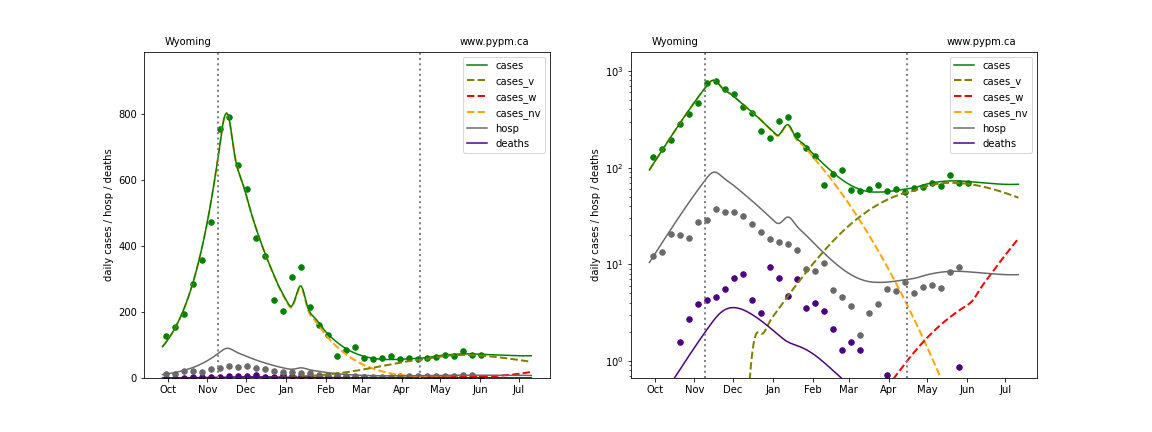 Wyoming
www.pypm.ca
daily cases / hosp / deaths
800
600
400
200
0
Oct
Nov
Dec
Jan
Feb
Mar
Apr
May
Jun
Jul
cases
cases_v
cases_w
cases_nv
hosp
deaths
Wyoming
www.pypm.ca
daily cases / hosp / deaths
10³
10²
10¹
10⁰
Oct
Nov
Dec
Jan
Feb
Mar
Apr
May
Jun
Jul
cases
cases_v
cases_w
cases_nv
hosp
deaths